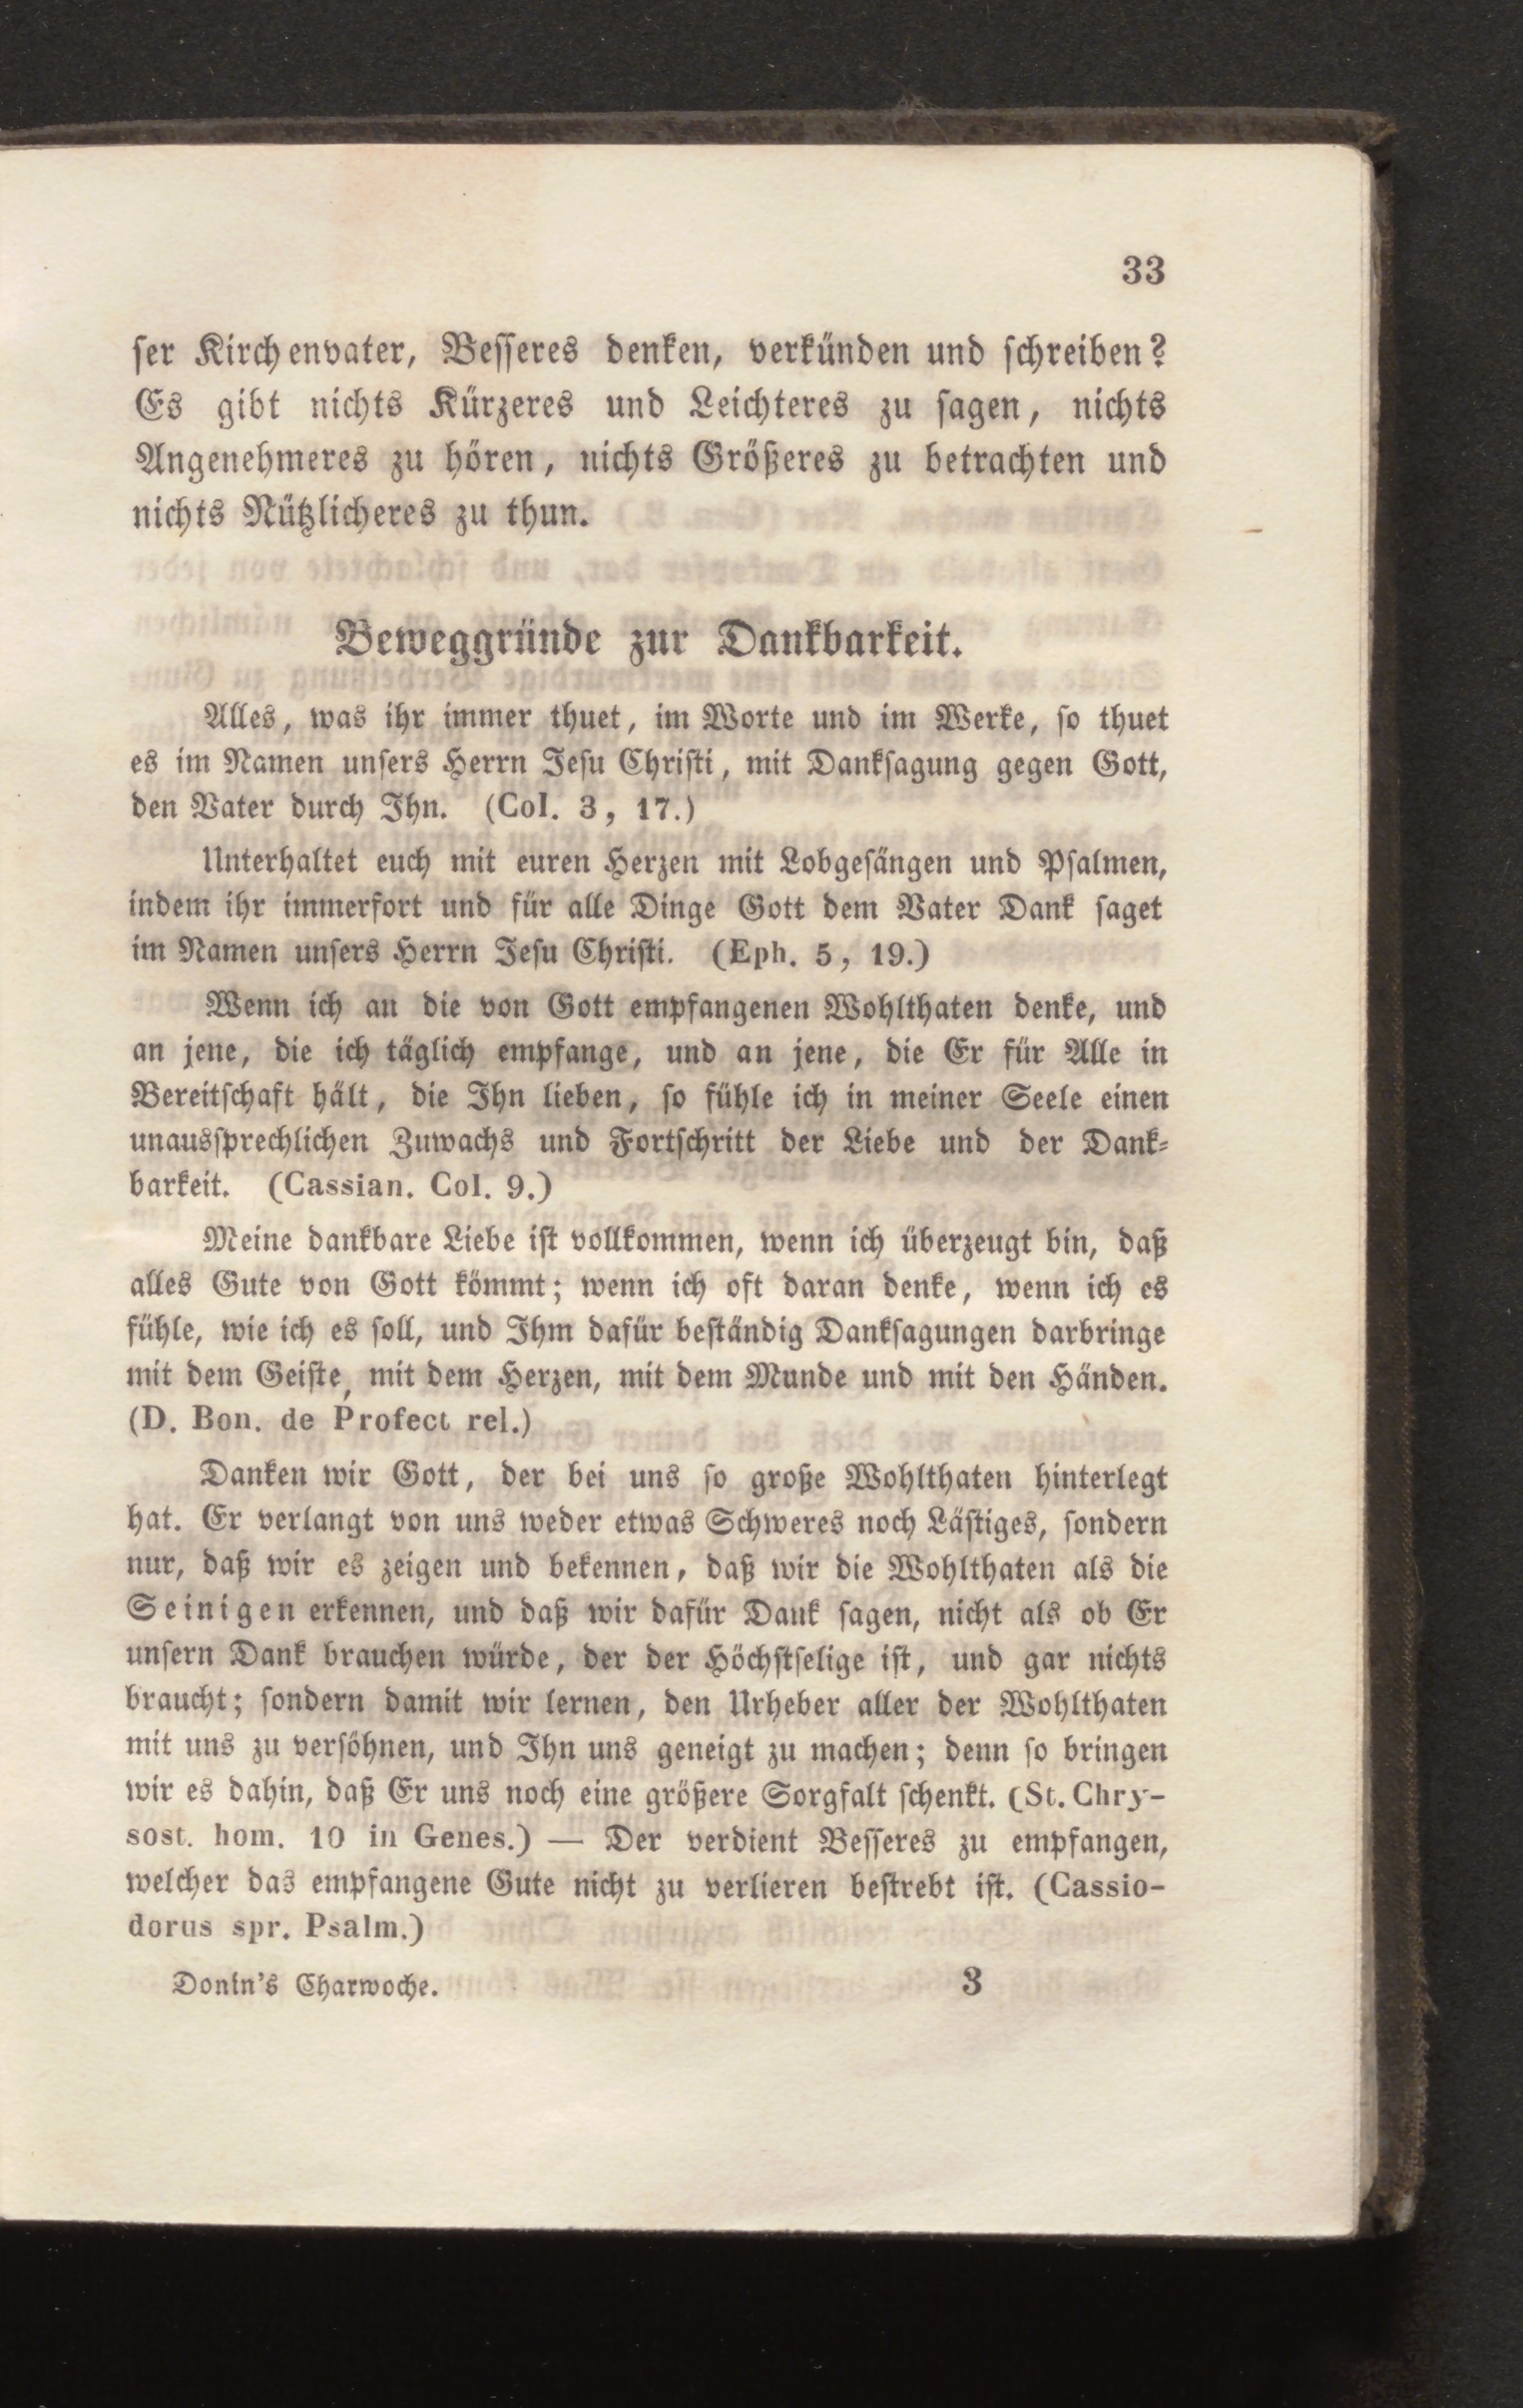 33
ser Kirchenvater, Besseres denken, verkünden und schreiben?
Es gibt nichts Kürzeres und Leichteres zu sagen, nichts
Angenehmeres zu hören, nichts Größeres zu betrachten und
nichts Nützlicheres zu thun.
Beweggründe zur Dankbarkeit.
Alles, was ihr immer thuet, im Worte und im Werke, so thuet
es im Namen unsers Herrn Jesu Christi, mit Danksagung gegen Gott,
den Vater durch Ihn. (Col. 3, 17.)
Unterhaltet euch mit euren Herzen mit Lobgesängen und Psalmen,
indem ihr immerfort und für alle Dinge Gott dem Vater Dank saget
im Namen unsers Herrn Jesu Christi. (Eph. 5, 19.)
Wenn ich an die von Gott empfangenen Wohlthaten denke, und
an jene, die ich täglich empfange, und an jene, die Er für Alle in
Bereitschaft hält, die Ihn lieben, so fühle ich in meiner Seele einen
unaussprechlichen Zuwachs und Fortschritt der Liebe und der Dank-
barkeit. (Cassian. Col. 9.)
Meine dankbare Liebe ist vollkommen, wenn ich überzeugt bin, daß
alles Gute von Gott kömmt; wenn ich oft daran denke, wenn ich es
fühle, wie ich es soll, und Ihm dafür beständig Danksagungen darbringe
mit dem Geiste, mit dem Herzen, mit dem Munde und mit den Händen.
(D. Bon. de Profect rel.)
Danken wir Gott, der bei uns so große Wohlthaten hinterlegt
hat. Er verlangt von uns weder etwas Schweres noch Lästiges, sondern
nur, daß wir es zeigen und bekennen, daß wir die Wohlthaten als die
Seinigen erkennen, und daß wir dafür Dank sagen, nicht als ob Er
unsern Dank brauchen würde, der der Höchstselige ist, und gar nichts
braucht; sondern damit wir lernen, den Urheber aller der Wohlthaten
mit uns zu versöhnen, und Ihn uns geneigt zu machen; denn so bringen
wir es dahin, daß Er uns noch eine größere Sorgfalt schenkt. (St. Chry-
sost. hom. 10 in Genes.) — Der verdient Besseres zu empfangen,
welcher das empfangene Gute nicht zu verlieren bestrebt ist. (Cassio-
dorus spr. Psalm.)
Donin's Charwoche. 3